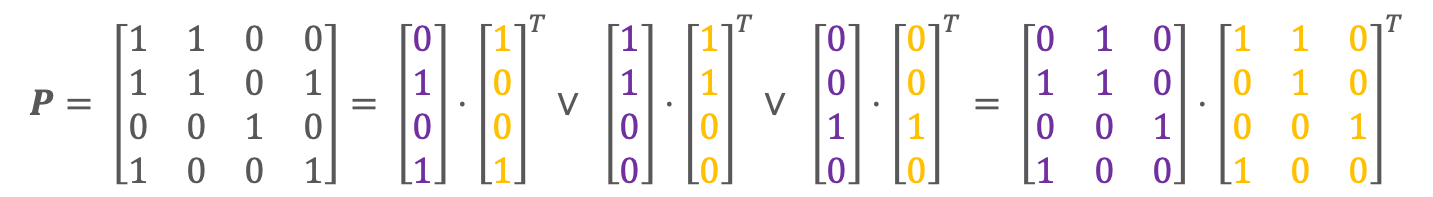 P = [1 1 0 0; 1 1 0 1; 0 0 1 0; 1 0 0 1] = [0; 1; 0; 1] · [1; 0; 0; 1]^T ∨ [1; 1; 0; 0] · [1; 1; 0; 0]^T ∨ [0; 0; 1; 0] · [0; 0; 1; 0]^T = [0 1 0; 1 1 0; 0 0 1; 1 0 0] · [1 1 0; 0 1 0; 0 0 1; 1 0 0]^T